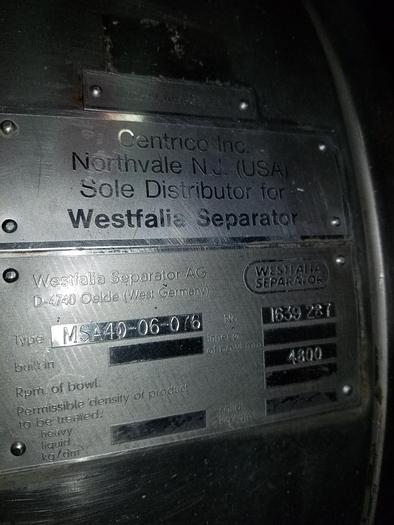 Centrico Inc.
Northvale N.J. (USA)
Sole Distributor for
Westfalia Separator
Westfalia Separator AG
D-4740 Oelde (West Germany)
WESTFALIA
SEPARATOR
Type MSA40-06-076 No. 1639 287
built in
4800
Rpm. of bowl
Permissible density of product
to be treated:
heavy
liquid
kg/dm³